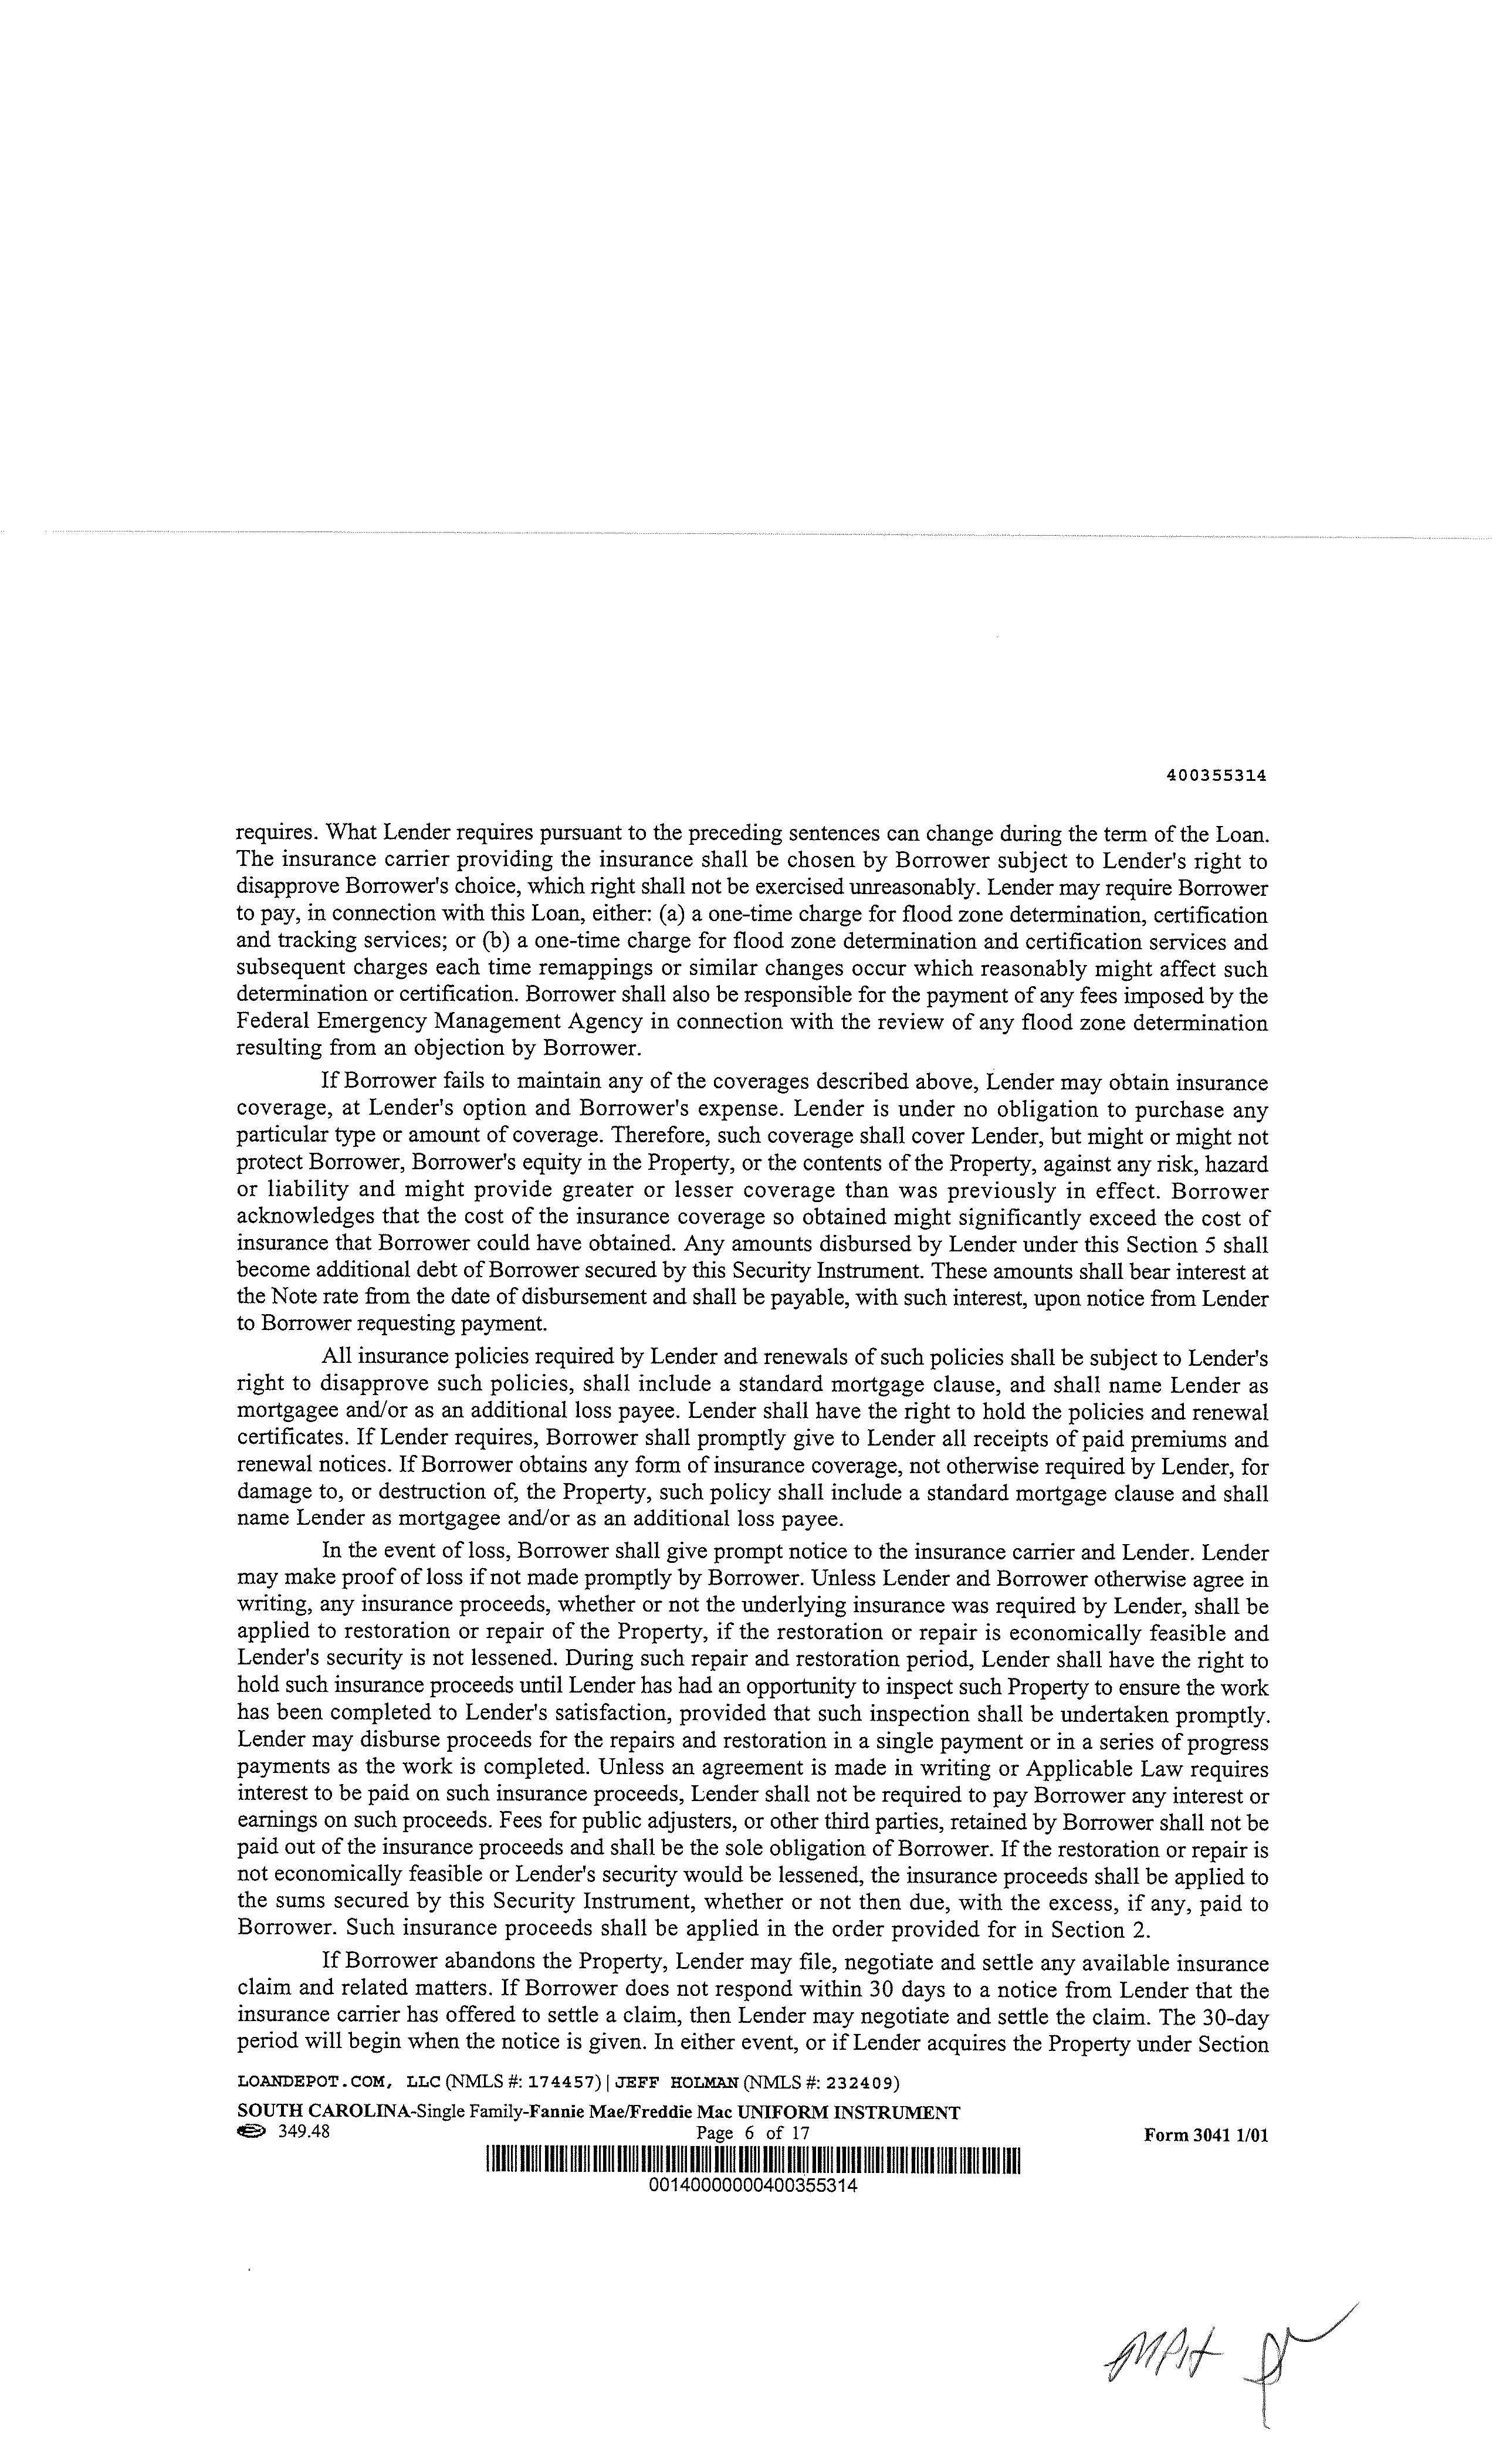 400355314
requires. What Lender requires pursuant to the preceding sentences can change during the term of the Loan.
The insurance carrier providing the insurance shall be chosen by Borrower subject to Lender's right to
disapprove Borrower's choice, which right shall not be exercised unreasonably. Lender may require Borrower
to pay, in connection with this Loan, either: (a) a one-time charge for flood zone determination, certification
and tracking services; or (b) a one-time charge for flood zone determination and certification services and
subsequent charges each time remappings or similar changes occur which reasonably might affect such
determination or certification. Borrower shall also be responsible for the payment of any fees imposed by the
Federal Emergency Management Agency in connection with the review of any flood zone determination
resulting from an objection by Borrower.
If Borrower fails to maintain any of the coverages described above, Lender may obtain insurance
coverage, at Lender's option and Borrower's expense. Lender is under no obligation to purchase any
particular type or amount of coverage. Therefore, such coverage shall cover Lender, but might or might not
protect Borrower, Borrower's equity in the Property, or the contents of the Property, against any risk, hazard
or liability and might provide greater or lesser coverage than was previously in effect. Borrower
acknowledges that the cost of the insurance coverage so obtained might significantly exceed the cost of
insurance that Borrower could have obtained. Any amounts disbursed by Lender under this Section 5 shall
become additional debt of Borrower secured by this Security Instrument. These amounts shall bear interest at
the Note rate from the date of disbursement and shall be payable, with such interest, upon notice from Lender
to Borrower requesting payment.
All insurance policies required by Lender and renewals of such policies shall be subject to Lender's
right to disapprove such policies, shall include a standard mortgage clause, and shall name Lender as
mortgagee and/or as an additional loss payee. Lender shall have the right to hold the policies and renewal
certificates. If Lender requires, Borrower shall promptly give to Lender all receipts of paid premiums and
renewal notices. If Borrower obtains any form of insurance coverage, not otherwise required by Lender, for
damage to, or destruction of, the Property, such policy shall include a standard mortgage clause and shall
name Lender as mortgagee and/or as an additional loss payee.
In the event of loss, Borrower shall give prompt notice to the insurance carrier and Lender. Lender
may make proof of loss if not made promptly by Borrower. Unless Lender and Borrower otherwise agree in
writing, any insurance proceeds, whether or not the underlying insurance was required by Lender, shall be
applied to restoration or repair of the Property, if the restoration or repair is economically feasible and
Lender's security is not lessened. During such repair and restoration period, Lender shall have the right to
hold such insurance proceeds until Lender has had an opportunity to inspect such Property to ensure the work
has been completed to Lender's satisfaction, provided that such inspection shall be undertaken promptly.
Lender may disburse proceeds for the repairs and restoration in a single payment or in a series of progress
payments as the work is completed. Unless an agreement is made in writing or Applicable Law requires
interest to be paid on such insurance proceeds, Lender shall not be required to pay Borrower any interest or
earnings on such proceeds. Fees for public adjusters, or other third parties, retained by Borrower shall not be
paid out of the insurance proceeds and shall be the sole obligation of Borrower. If the restoration or repair is
not economically feasible or Lender's security would be lessened, the insurance proceeds shall be applied to
the sums secured by this Security Instrument, whether or not then due, with the excess, if any, paid to
Borrower. Such insurance proceeds shall be applied in the order provided for in Section 2.
If Borrower abandons the Property, Lender may file, negotiate and settle any available insurance
claim and related matters. If Borrower does not respond within 30 days to a notice from Lender that the
insurance carrier has offered to settle a claim, then Lender may negotiate and settle the claim. The 30-day
period will begin when the notice is given. In either event, or if Lender acquires the Property under Section
LOANDEPOT.COM, LLC (NMLS #: 174457) | JEFF HOLMAN (NMLS #: 232409)
SOUTH CAROLINA-Single Family-Fannie Mae/Freddie Mac UNIFORM INSTRUMENT
349.48 Page 6 of 17 Form 3041 1/01
00140000000400355314